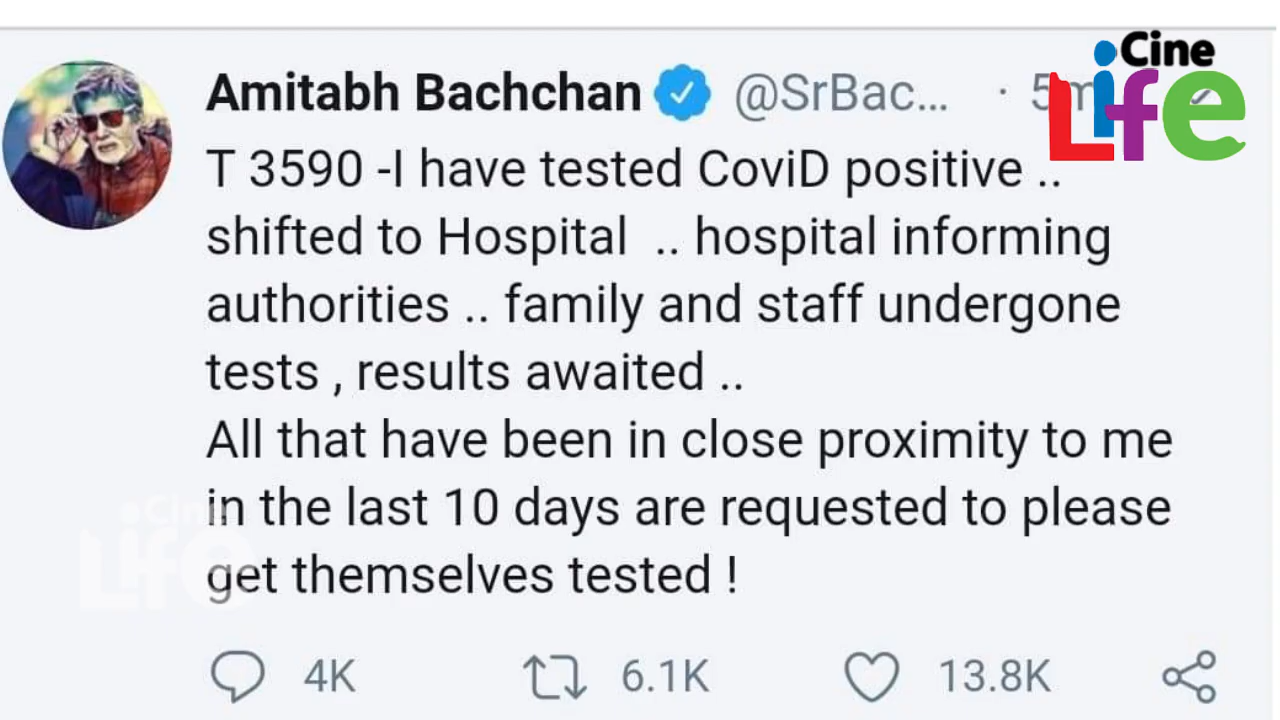 Cine
Life
Amitabh Bachchan @SrBac... · 5m
T 3590 -I have tested CoviD positive ..
shifted to Hospital .. hospital informing
authorities .. family and staff undergone
tests , results awaited ..
All that have been in close proximity to me
in the last 10 days are requested to please
get themselves tested !
Cine
Life
4K 6.1K 13.8K